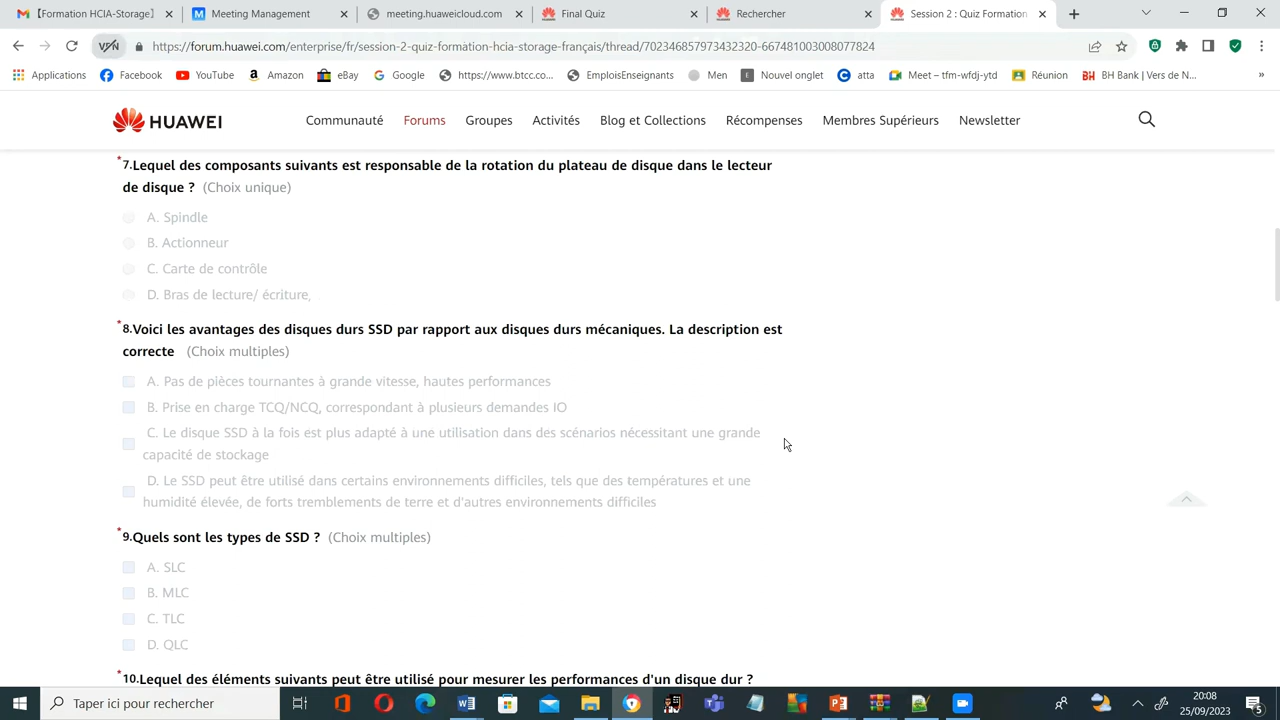 [Formation HCIA-Storage]
Meeting Management
meeting.huaweicloud.com
Final Quiz
Rechercher
Session 2 : Quiz Formation
VPN
https://forum.huawei.com/enterprise/fr/session-2-quiz-formation-hcia-storage-français/thread/702346857973432320-667481003008077824
Applications
Facebook
YouTube
Amazon
eBay
Google
https://www.btcc.co...
EmploisEnseignants
Men
Nouvel onglet
atta
Meet – tfm-wfdj-ytd
Réunion
BH Bank | Vers de N...
»
HUAWEI
Communauté
Forums
Groupes
Activités
Blog et Collections
Récompenses
Membres Supérieurs
Newsletter
*7.Lequel des composants suivants est responsable de la rotation du plateau de disque dans le lecteur
de disque ? (Choix unique)
A. Spindle
B. Actionneur
C. Carte de contrôle
D. Bras de lecture/ écriture,
*8.Voici les avantages des disques durs SSD par rapport aux disques durs mécaniques. La description est
correcte (Choix multiples)
A. Pas de pièces tournantes à grande vitesse, hautes performances
B. Prise en charge TCQ/NCQ, correspondant à plusieurs demandes IO
C. Le disque SSD à la fois est plus adapté à une utilisation dans des scénarios nécessitant une grande
capacité de stockage
D. Le SSD peut être utilisé dans certains environnements difficiles, tels que des températures et une
humidité élevée, de forts tremblements de terre et d'autres environnements difficiles
*9.Quels sont les types de SSD ? (Choix multiples)
A. SLC
B. MLC
C. TLC
D. QLC
*10.Lequel des éléments suivants peut être utilisé pour mesurer les performances d'un disque dur ?
Taper ici pour rechercher
20:08
25/09/2023
5